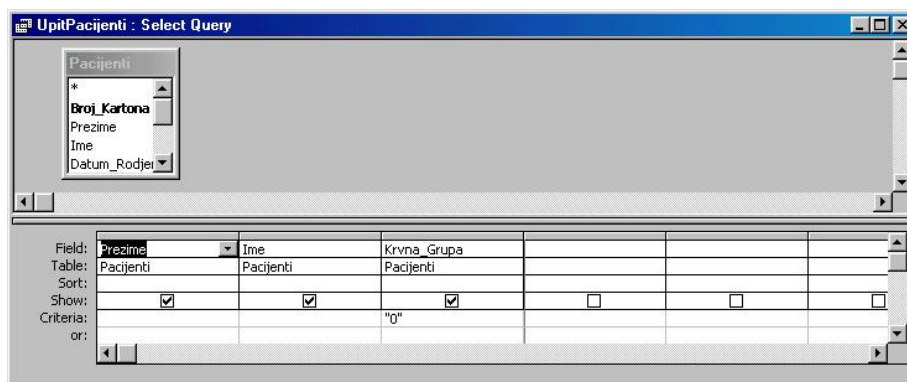 UpitPacijenti : Select Query
Pacijenti
*
Broj_Kartona
Prezime
Ime
Datum_Rodjer
Field: Prezime Ime Krvna_Grupa
Table: Pacijenti Pacijenti Pacijenti
Sort:
Show:
Criteria: "0"
or: